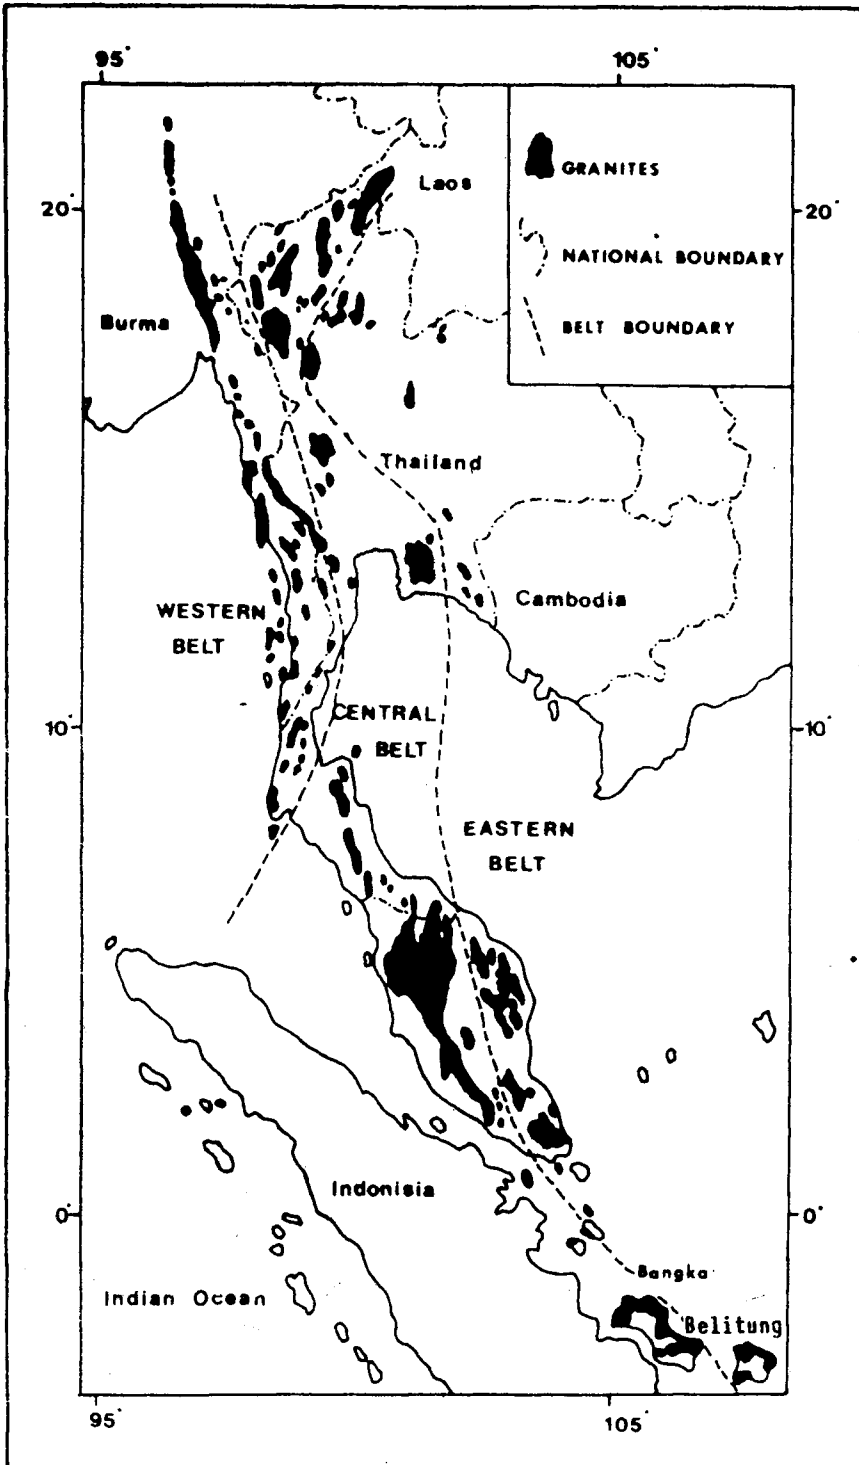 95°
105°
GRANITES
NATIONAL BOUNDARY
BELT BOUNDARY
20°
20°
Laos
Burma
Thailand
Cambodia
WESTERN
BELT
10°
10°
CENTRAL
BELT
EASTERN
BELT
Indonisia
0°
0°
Bangka
Belitung
Indian Ocean
95°
105°